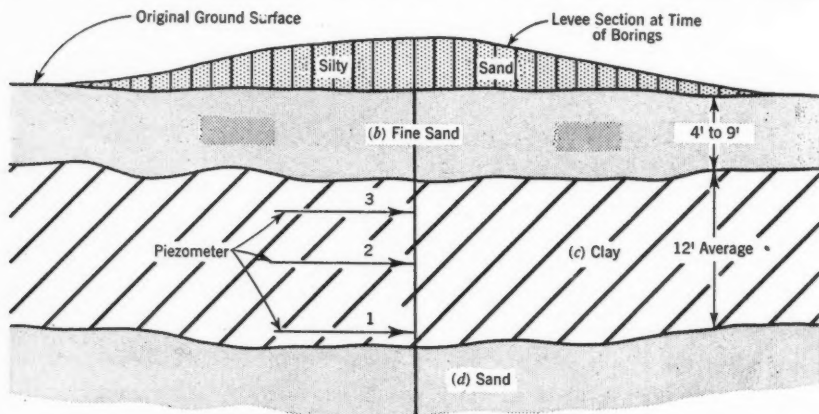 Original Ground Surface
Levee Section at Time
of Borings
Silty
Sand
(b) Fine Sand
4' to 9'
3
Piezometer
2
(c) Clay
12' Average
1
(d) Sand